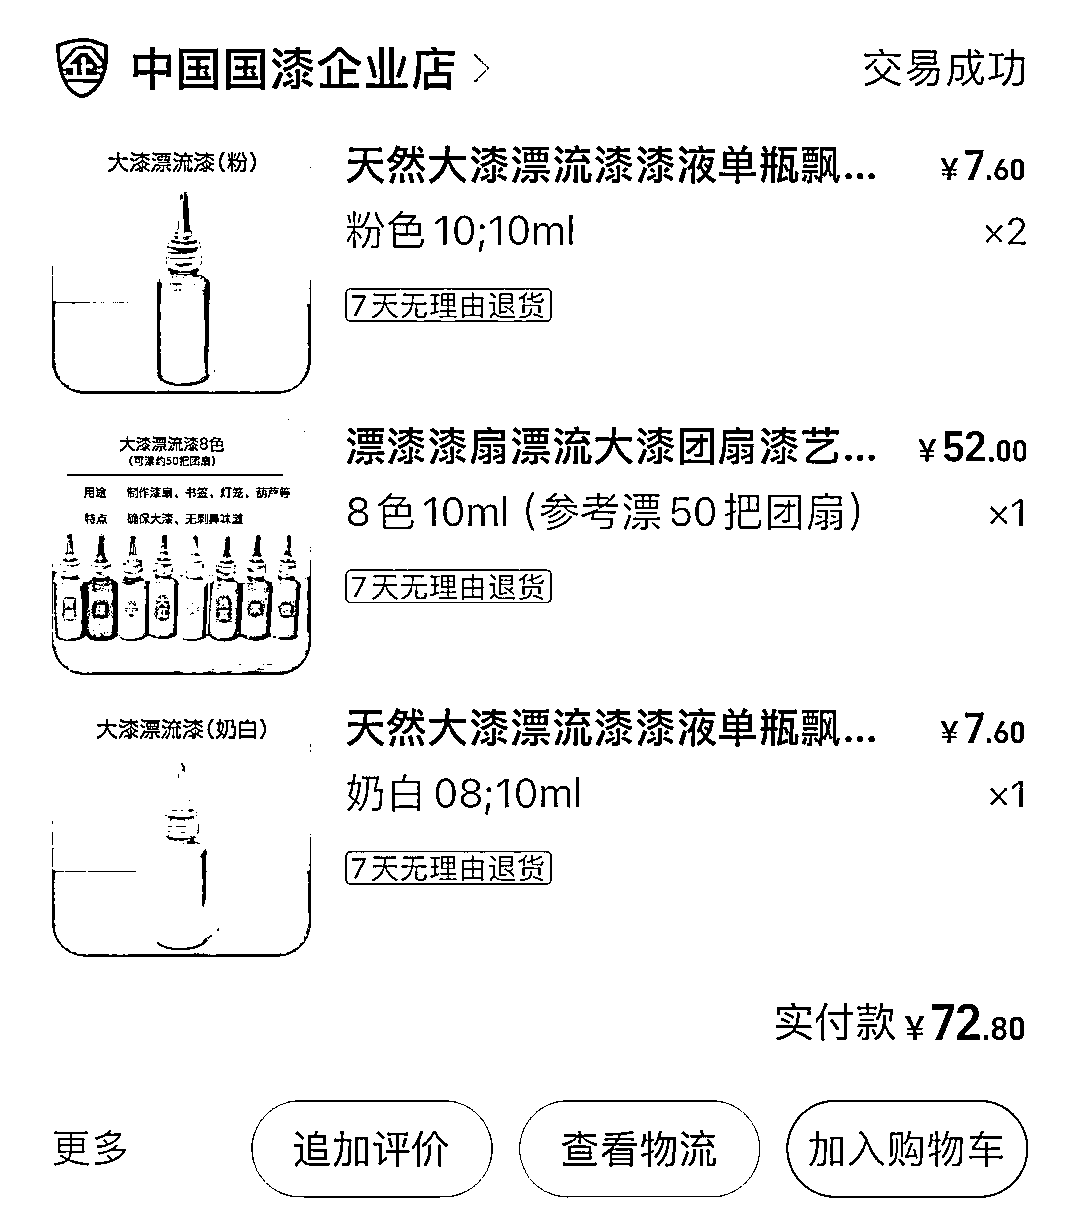 中国国漆企业店
交易成功
大漆漂流漆(粉)
天然大漆漂流漆漆液单瓶飘...
¥7.60
粉色10;10ml
×2
7天无理由退货
大漆漂流漆8色
(可漂约50把团扇)
用途 制作漆扇、书签、灯笼、葫芦等
特点 确保大漆、无刺鼻味道
漂漆漆扇漂流大漆团扇漆艺...
¥52.00
8色10ml（参考漂50把团扇）
×1
7天无理由退货
大漆漂流漆(奶白)
天然大漆漂流漆漆液单瓶飘...
¥7.60
奶白08;10ml
×1
7天无理由退货
实付款¥72.80
更多
追加评价
查看物流
加入购物车